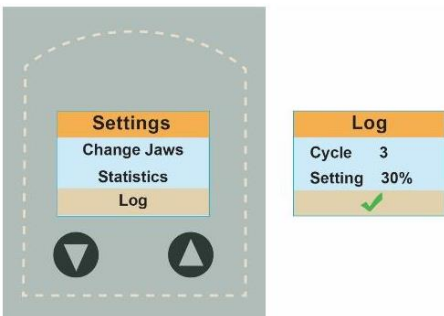 Settings
Change Jaws
Statistics
Log
Log
Cycle 3
Setting 30%